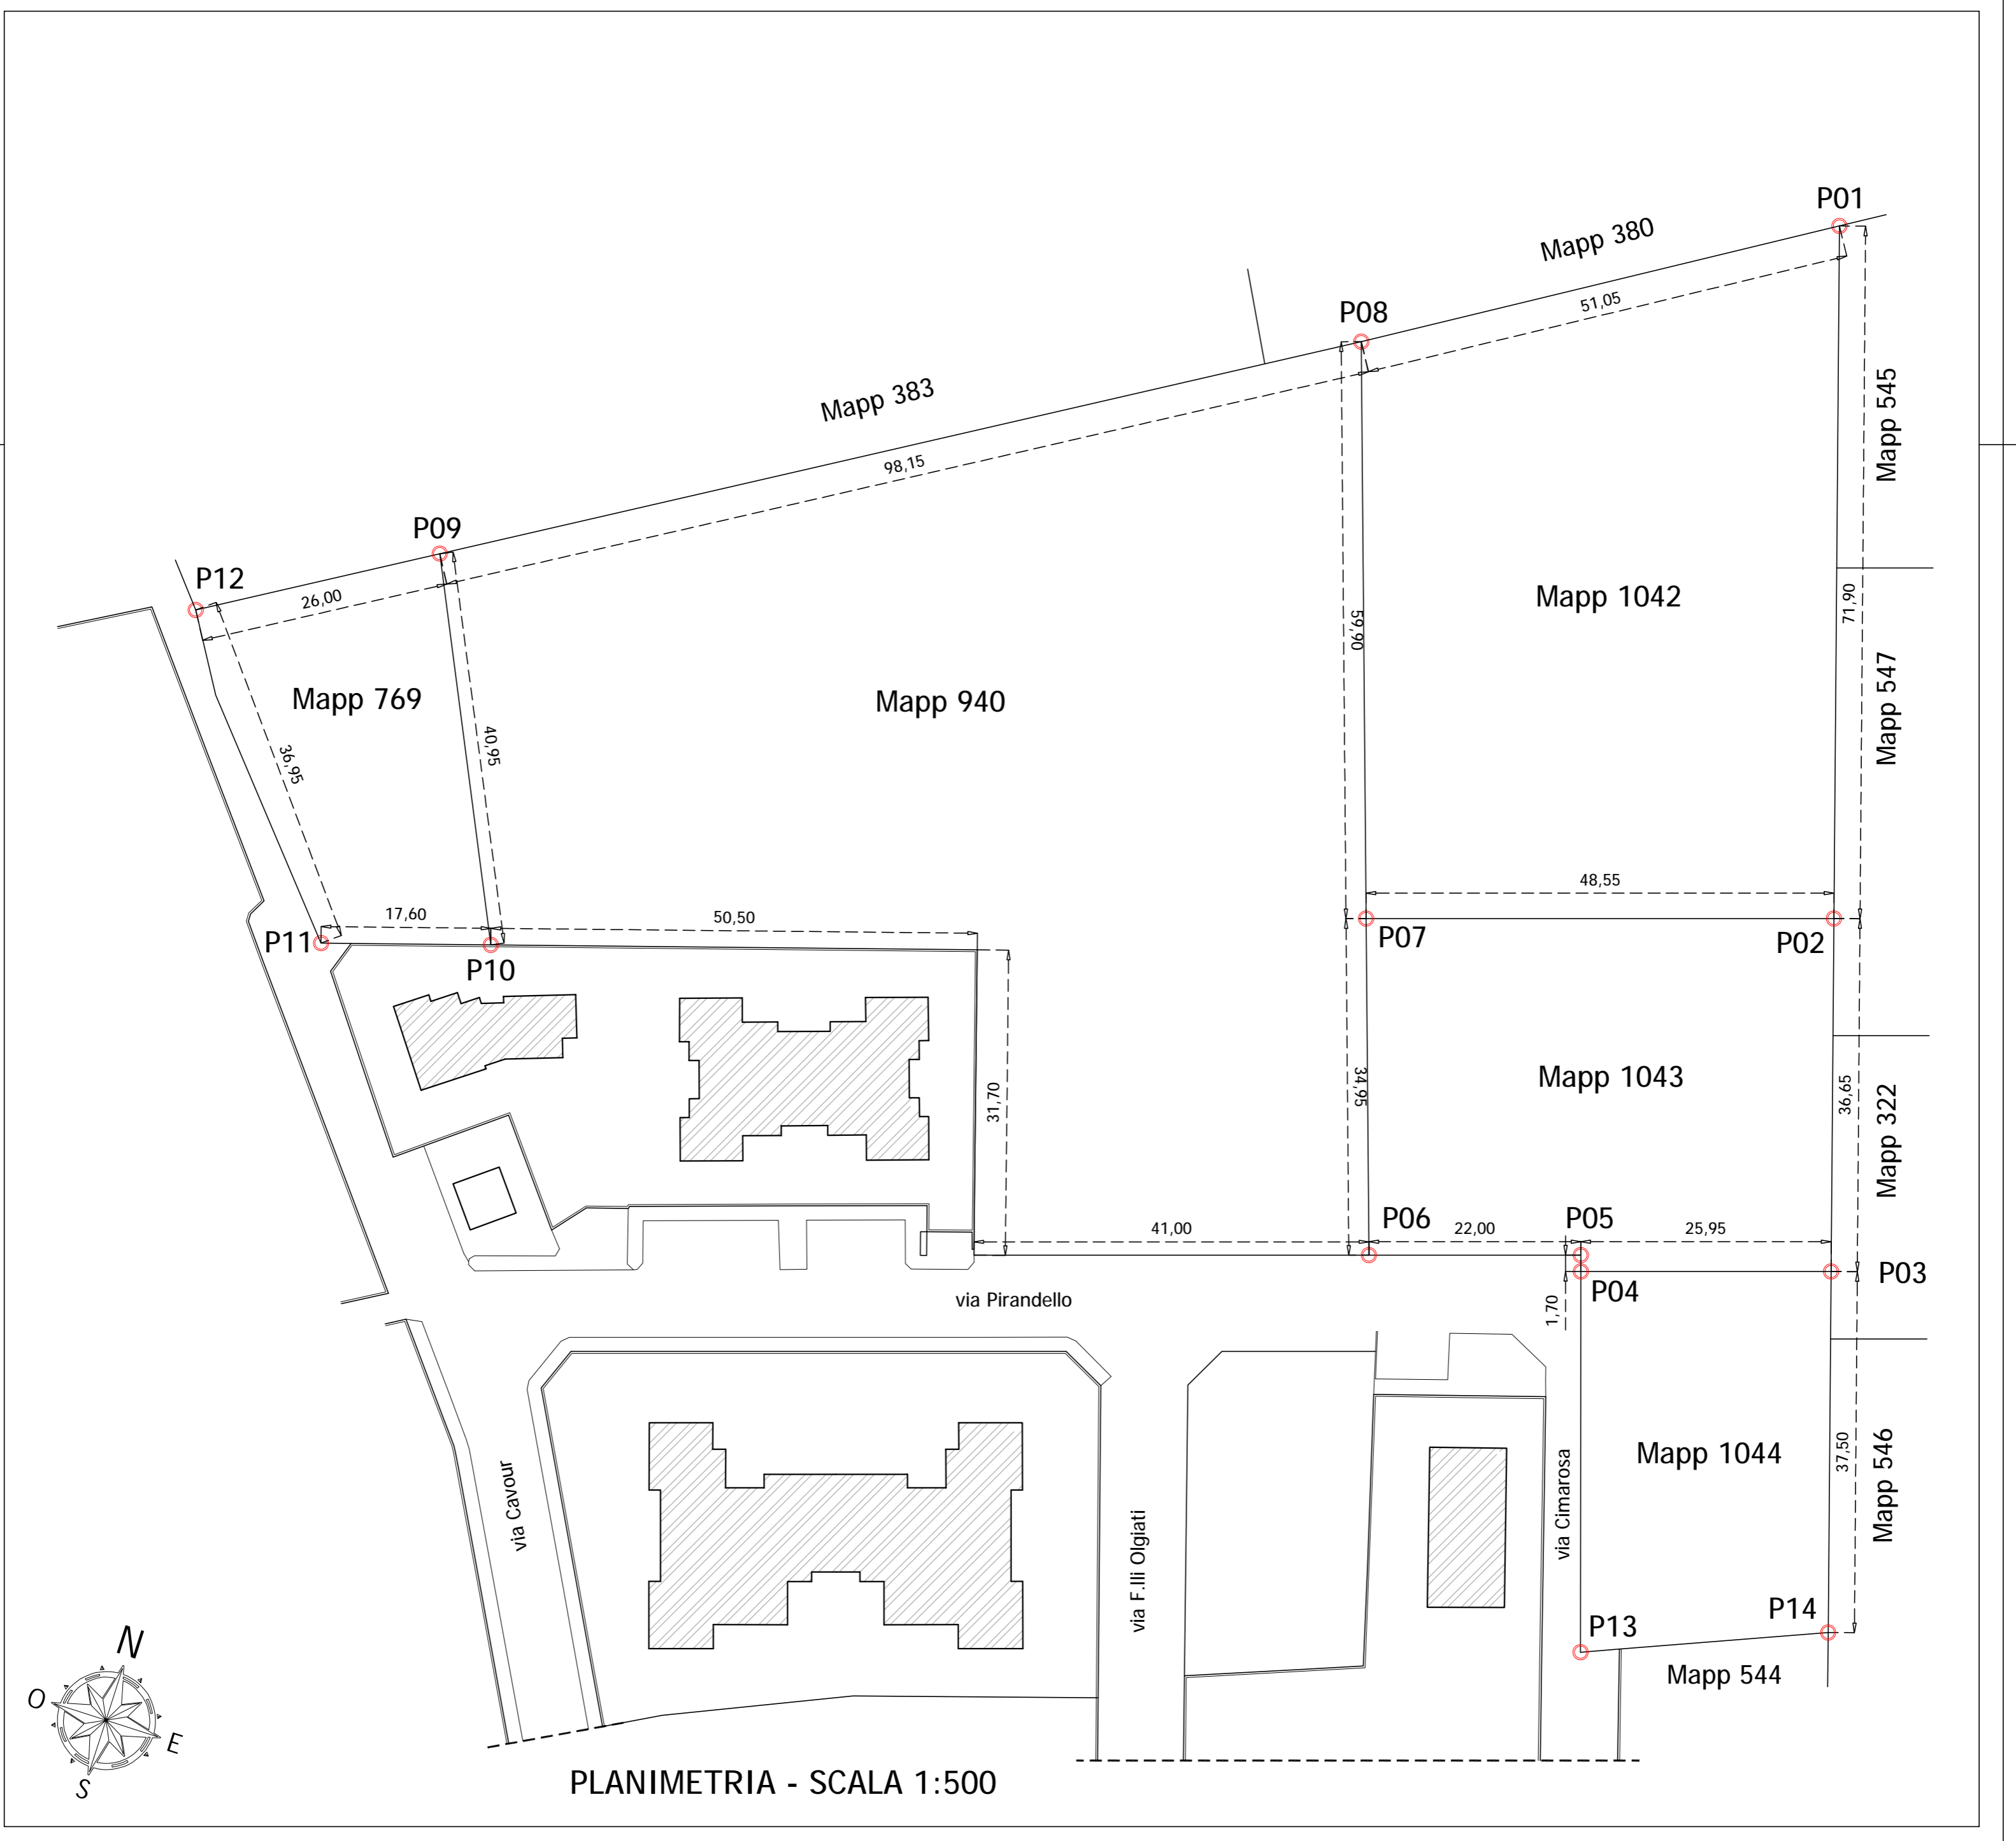 P01
Mapp 380
51,05
P08
Mapp 383
98,15
Mapp 545
P09
P12
26,00
Mapp 1042
59,90
71,90
Mapp 547
Mapp 769
Mapp 940
40,95
36,95
48,55
17,60
50,50
P11
P10
P07
P02
31,70
34,95
Mapp 1043
36,65
Mapp 322
41,00
P06
22,00
P05
25,95
P03
P04
1,70
via Pirandello
Mapp 1044
37,50
Mapp 546
via Cavour
via F.lli Olgiati
via Cimarosa
P13
P14
Mapp 544
N
O
E
S
PLANIMETRIA - SCALA 1:500